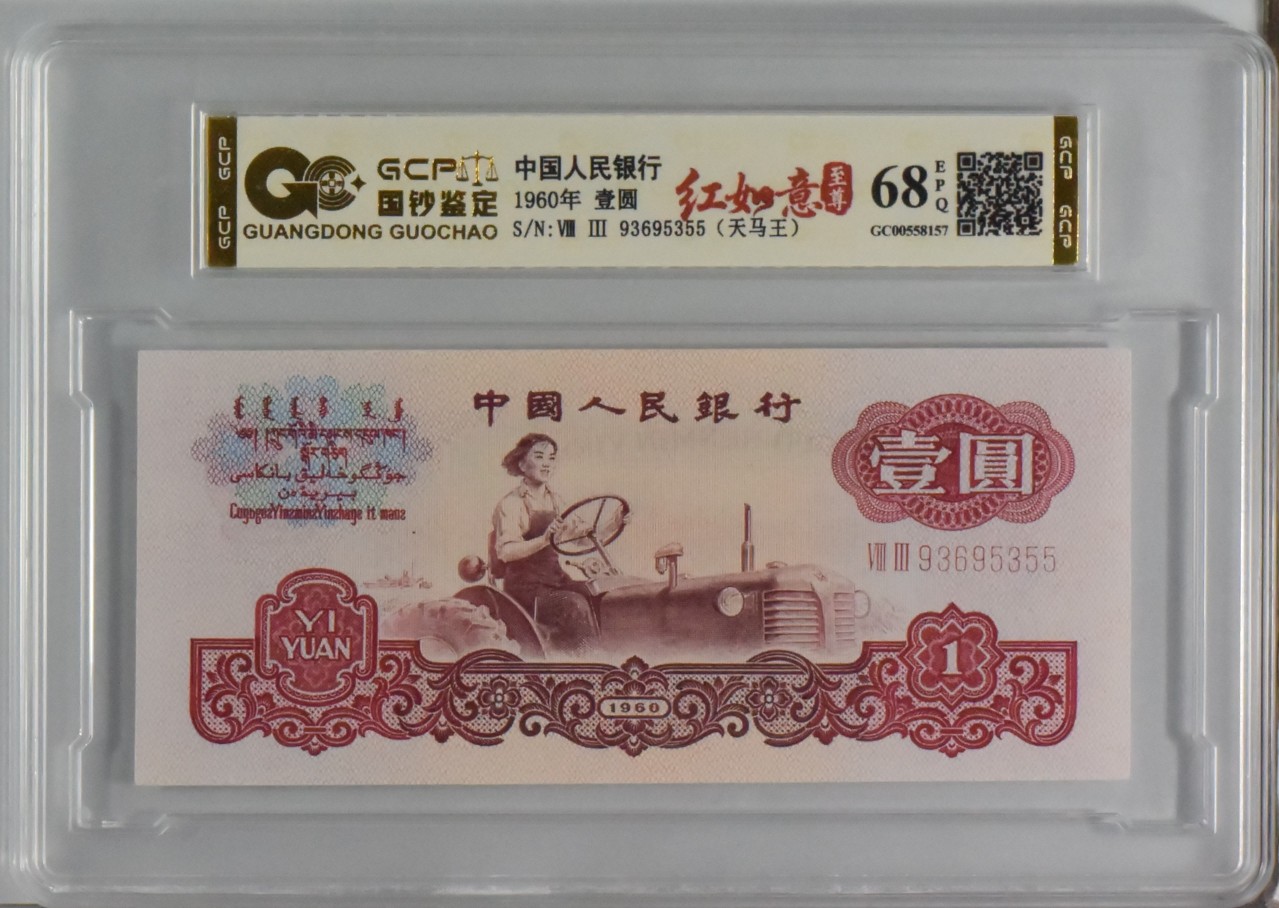 GCP
GCP
GC
GCP
国钞鉴定
GUANGDONG GUOCHAO
中国人民银行
1960年 壹圆
S/N:Ⅷ Ⅲ 93695355（天马王）
红如意
至尊
68
EPQ
GC00558157
GCP
GCP
中國人民銀行
壹圓
Ⅷ Ⅲ 93695355
YI
YUAN
1960
1